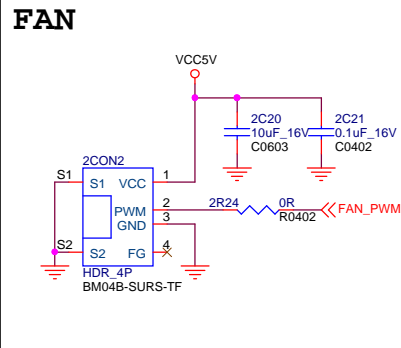 FAN
VCC5V
2C20
10uF_16V
C0603
2C21
0.1uF_16V
C0402
2CON2
S1 S1 VCC 1
PWM 2
GND 3
S2 S2 FG 4
HDR_4P
BM04B-SURS-TF
2R24 0R
R0402
FAN_PWM